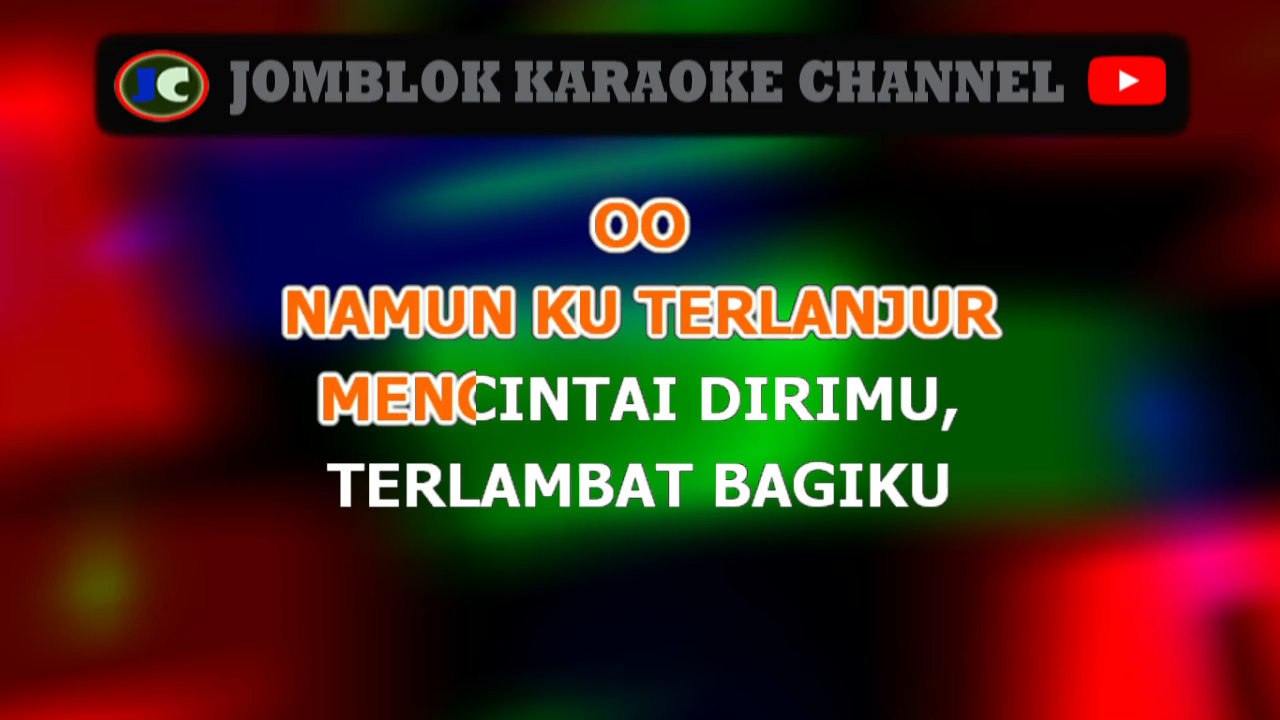 JC JOMBLOK KARAOKE CHANNEL
OO
NAMUN KU TERLANJUR
MENCINTAI DIRIMU,
TERLAMBAT BAGIKU